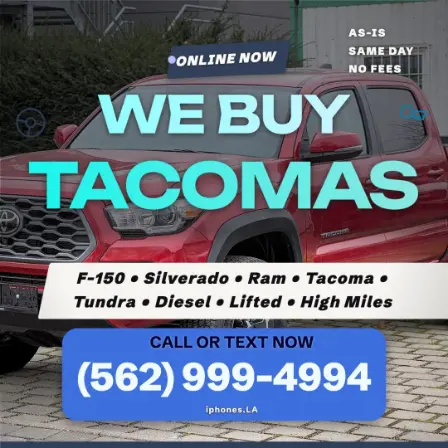 AS-IS
SAME DAY
NO FEES
ONLINE NOW
WE BUY
TACOMAS
TACOMA
F-150 • Silverado • Ram • Tacoma •
Tundra • Diesel • Lifted • High Miles
CALL OR TEXT NOW
(562) 999-4994
iphones.LA